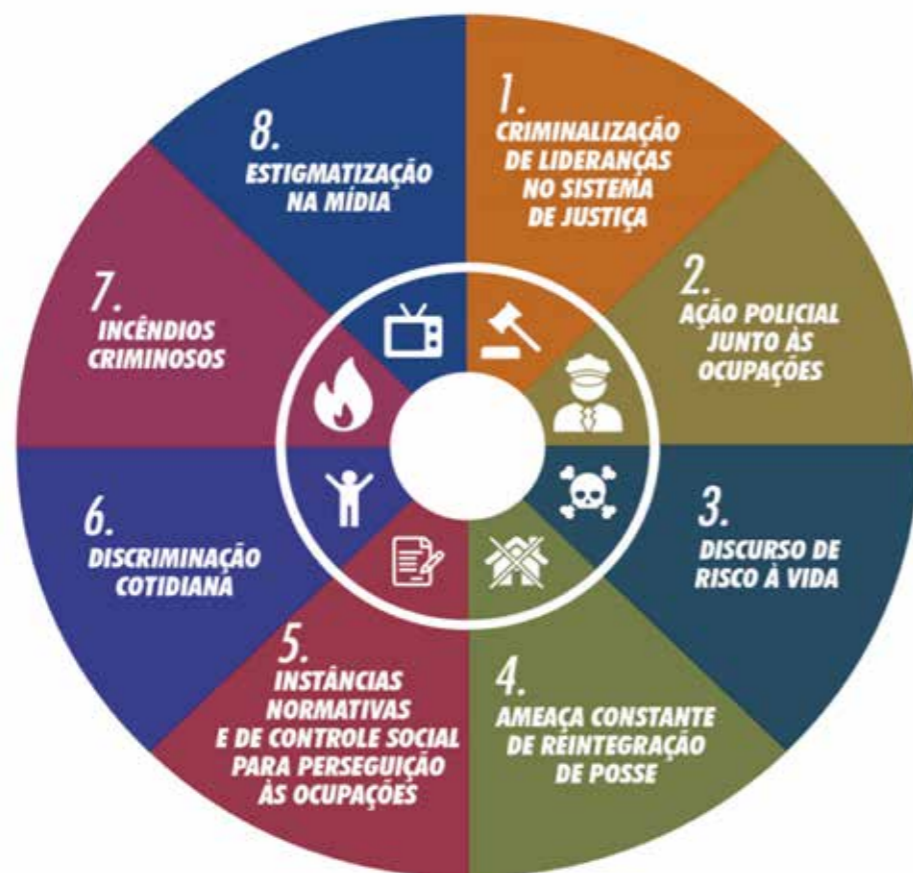 1.
CRIMINALIZAÇÃO
DE LIDERANÇAS
NO SISTEMA
DE JUSTIÇA
2.
AÇÃO POLICIAL
JUNTO ÀS
OCUPAÇÕES
3.
DISCURSO DE
RISCO À VIDA
4.
AMEAÇA CONSTANTE
DE REINTEGRAÇÃO
DE POSSE
5.
INSTÂNCIAS
NORMATIVAS
E DE CONTROLE SOCIAL
PARA PERSEGUIÇÃO
ÀS OCUPAÇÕES
6.
DISCRIMINAÇÃO
COTIDIANA
7.
INCÊNDIOS
CRIMINOSOS
8.
ESTIGMATIZAÇÃO
NA MÍDIA